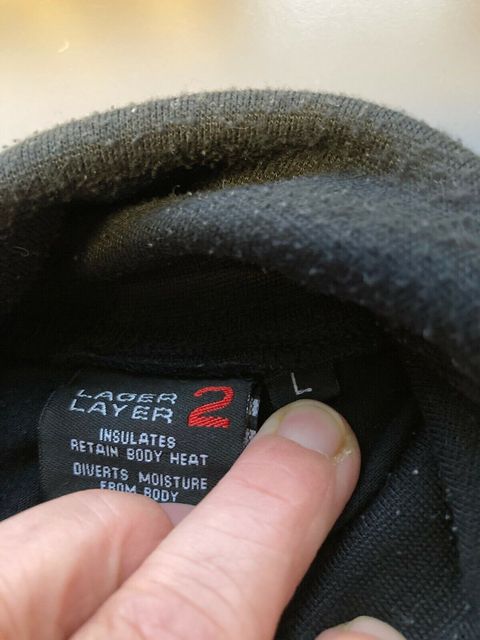 LAGER
LAYER 2
L
INSULATES
RETAIN BODY HEAT
DIVERTS MOISTURE
FROM BODY